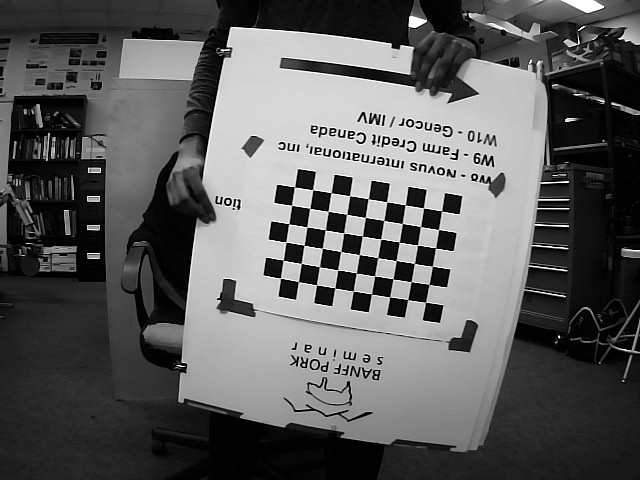 BANFF PORK
seminar
tion
W8 - Novus International, Inc
W9 - Farm Credit Canada
W10 - Gencor / IMV